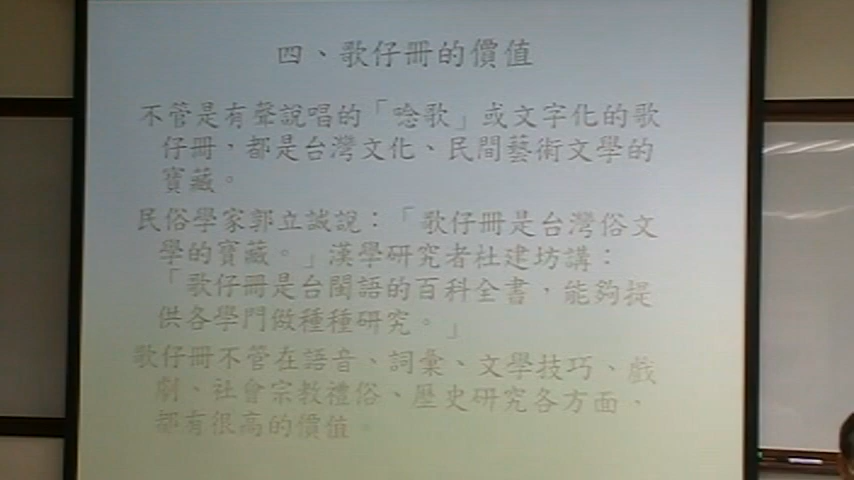 四、歌仔冊的價值
不管是有聲說唱的「唸歌」或文字化的歌
仔冊，都是台灣文化、民間藝術文學的
寶藏。
民俗學家郭立誠說：「歌仔冊是台灣俗文
學的寶藏。」漢學研究者杜建坊講：
「歌仔冊是台閩語的百科全書，能夠提
供各學門做種種研究。」
歌仔冊不管在語音、詞彙、文學技巧、戲
劇、社會宗教禮俗、歷史研究各方面，
都有很高的價值。